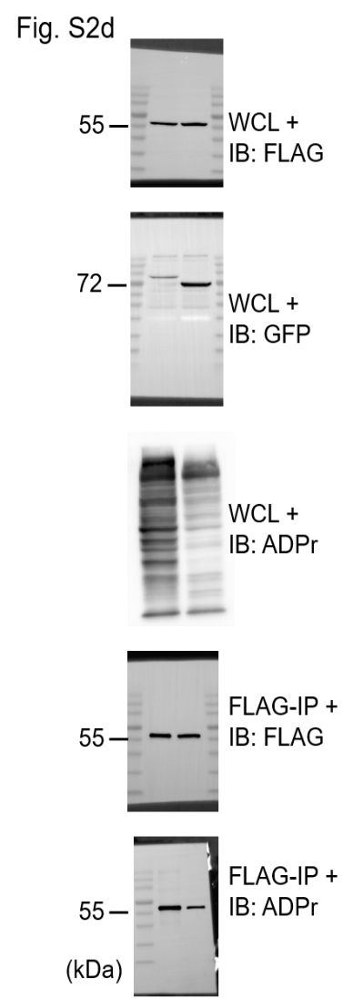 Fig. S2d
55
WCL +
IB: FLAG
72
WCL +
IB: GFP
WCL +
IB: ADPr
55
FLAG-IP +
IB: FLAG
55
FLAG-IP +
IB: ADPr
(kDa)